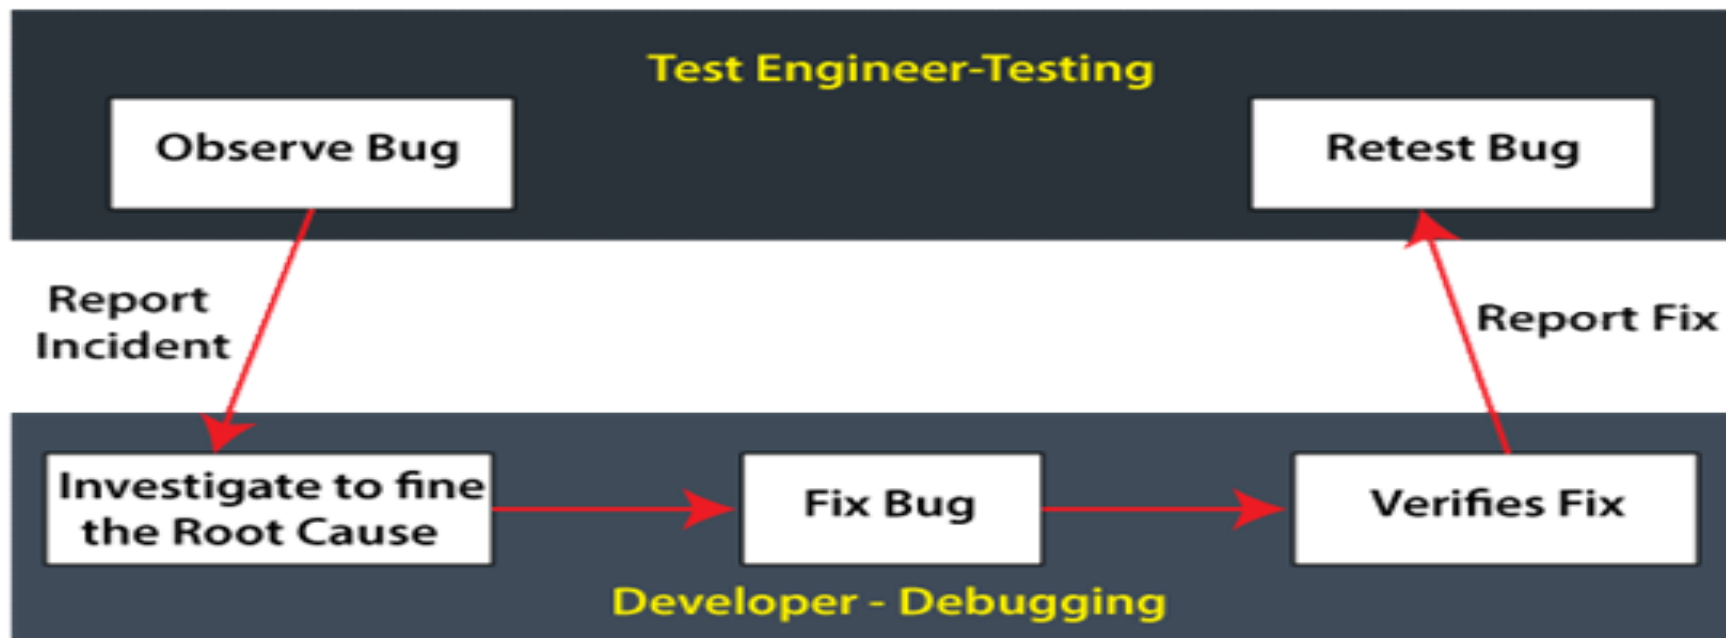 Test Engineer-Testing
Observe Bug
Retest Bug
Report
Incident
Report Fix
Investigate to fine
the Root Cause
Fix Bug
Verifies Fix
Developer - Debugging